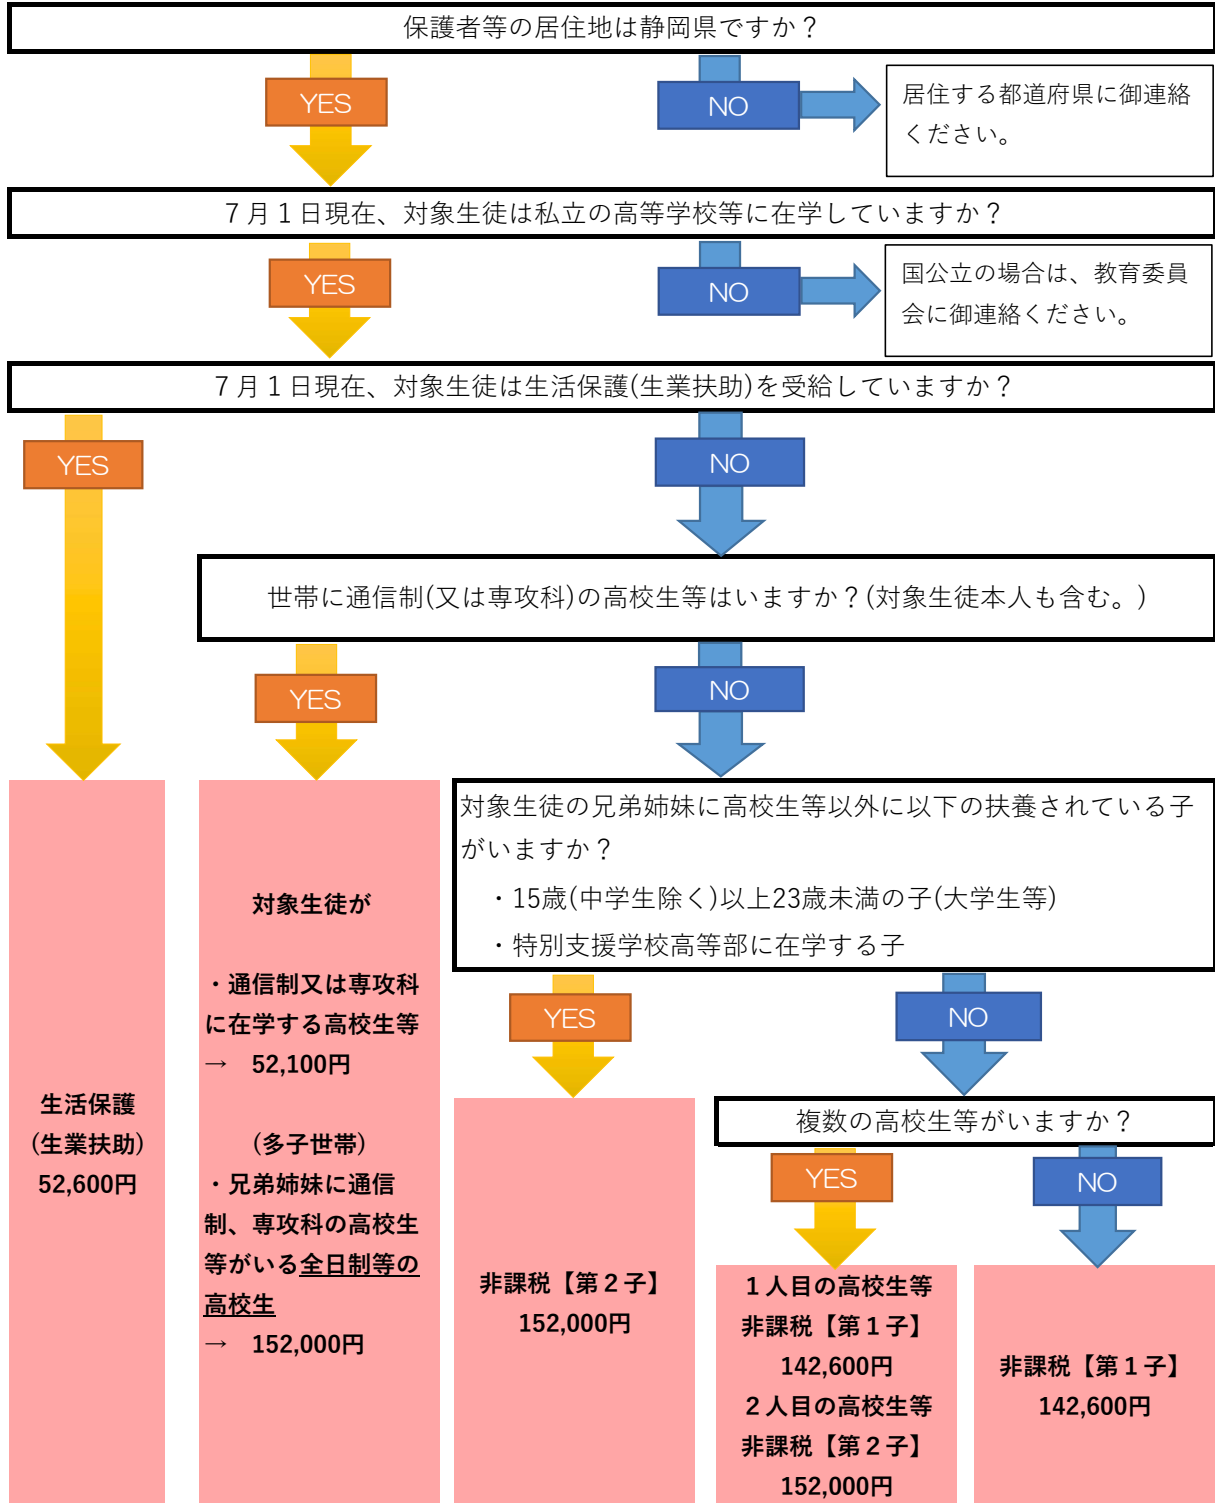 保護者等の居住地は静岡県ですか？
YES
NO
居住する都道府県に御連絡
ください。
７月１日現在、対象生徒は私立の高等学校等に在学していますか？
YES
NO
国公立の場合は、教育委員
会に御連絡ください。
７月１日現在、対象生徒は生活保護(生業扶助)を受給していますか？
YES
NO
世帯に通信制(又は専攻科)の高校生等はいますか？(対象生徒本人も含む。)
YES
NO
対象生徒の兄弟姉妹に高校生等以外に以下の扶養されている子
がいますか？
・15歳(中学生除く)以上23歳未満の子(大学生等)
・特別支援学校高等部に在学する子
YES
NO
複数の高校生等がいますか？
YES
NO
生活保護
(生業扶助)
52,600円
対象生徒が
・通信制又は専攻科
に在学する高校生等
→　52,100円
(多子世帯)
・兄弟姉妹に通信
制、専攻科の高校生
等がいる全日制等の
高校生
→　152,000円
非課税【第２子】
152,000円
１人目の高校生等
非課税【第１子】
142,600円
２人目の高校生等
非課税【第２子】
152,000円
非課税【第１子】
142,600円